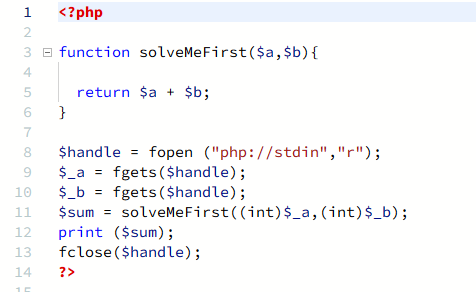 1 <?php
2
3 function solveMeFirst($a,$b){
4
5   return $a + $b;
6 }
7
8 $handle = fopen ("php://stdin","r");
9 $_a = fgets($handle);
10 $_b = fgets($handle);
11 $sum = solveMeFirst((int)$_a,(int)$_b);
12 print ($sum);
13 fclose($handle);
14 ?>
15